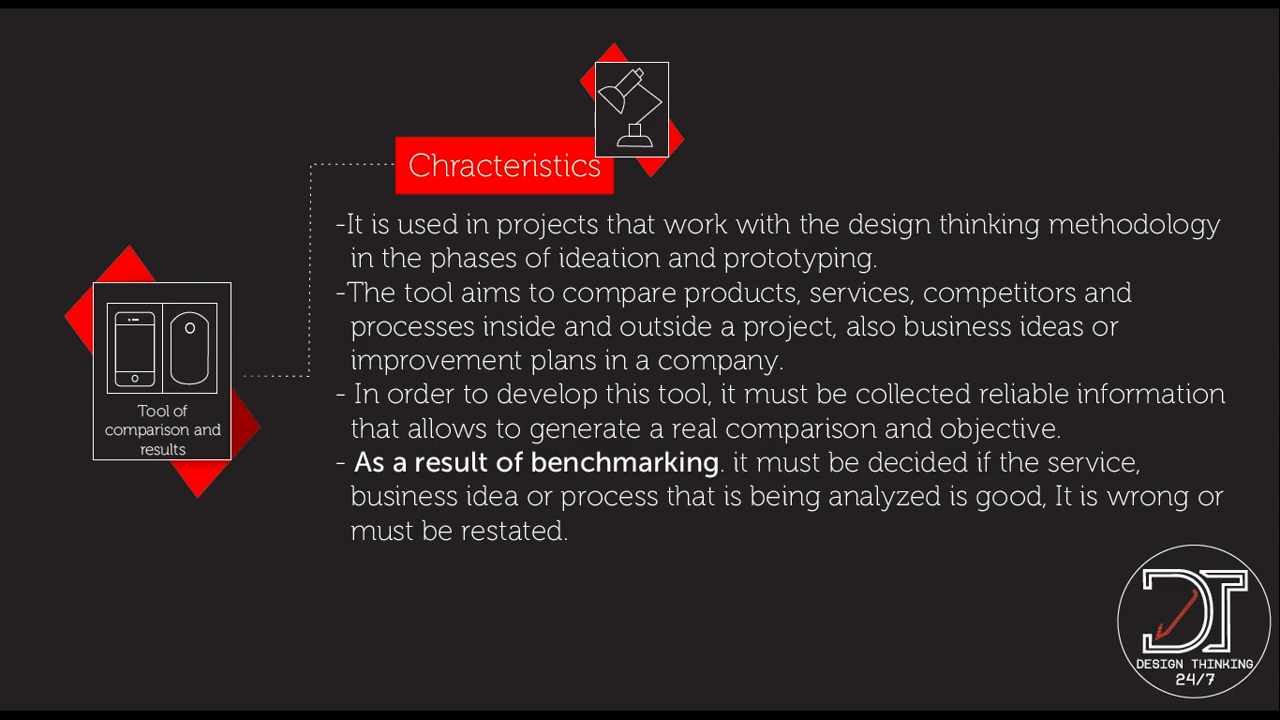 Chracteristics
-It is used in projects that work with the design thinking methodology
in the phases of ideation and prototyping.
-The tool aims to compare products, services, competitors and
processes inside and outside a project, also business ideas or
improvement plans in a company.
- In order to develop this tool, it must be collected reliable information
that allows to generate a real comparison and objective.
- As a result of benchmarking. it must be decided if the service,
business idea or process that is being analyzed is good, It is wrong or
must be restated.
Tool of
comparison and
results
DT
DESIGN THINKING
24/7